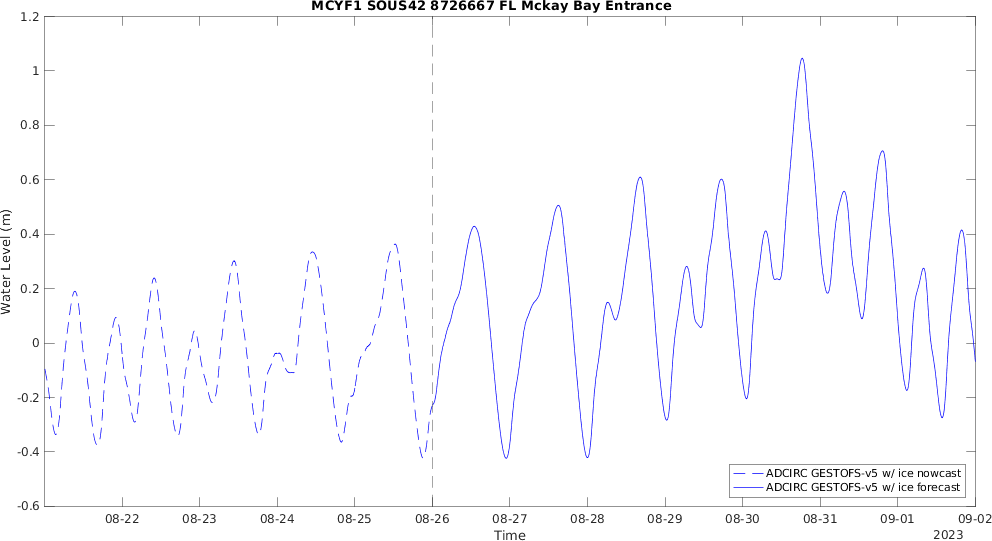 MCYF1 SOUS42 8726667 FL Mckay Bay Entrance
1.2
1
0.8
0.6
0.4
0.2
0
-0.2
-0.4
-0.6
Water Level (m)
ADCIRC GESTOFS-v5 w/ ice nowcast
ADCIRC GESTOFS-v5 w/ ice forecast
08-22 08-23 08-24 08-25 08-26 08-27 08-28 08-29 08-30 08-31 09-01 09-02
Time
2023